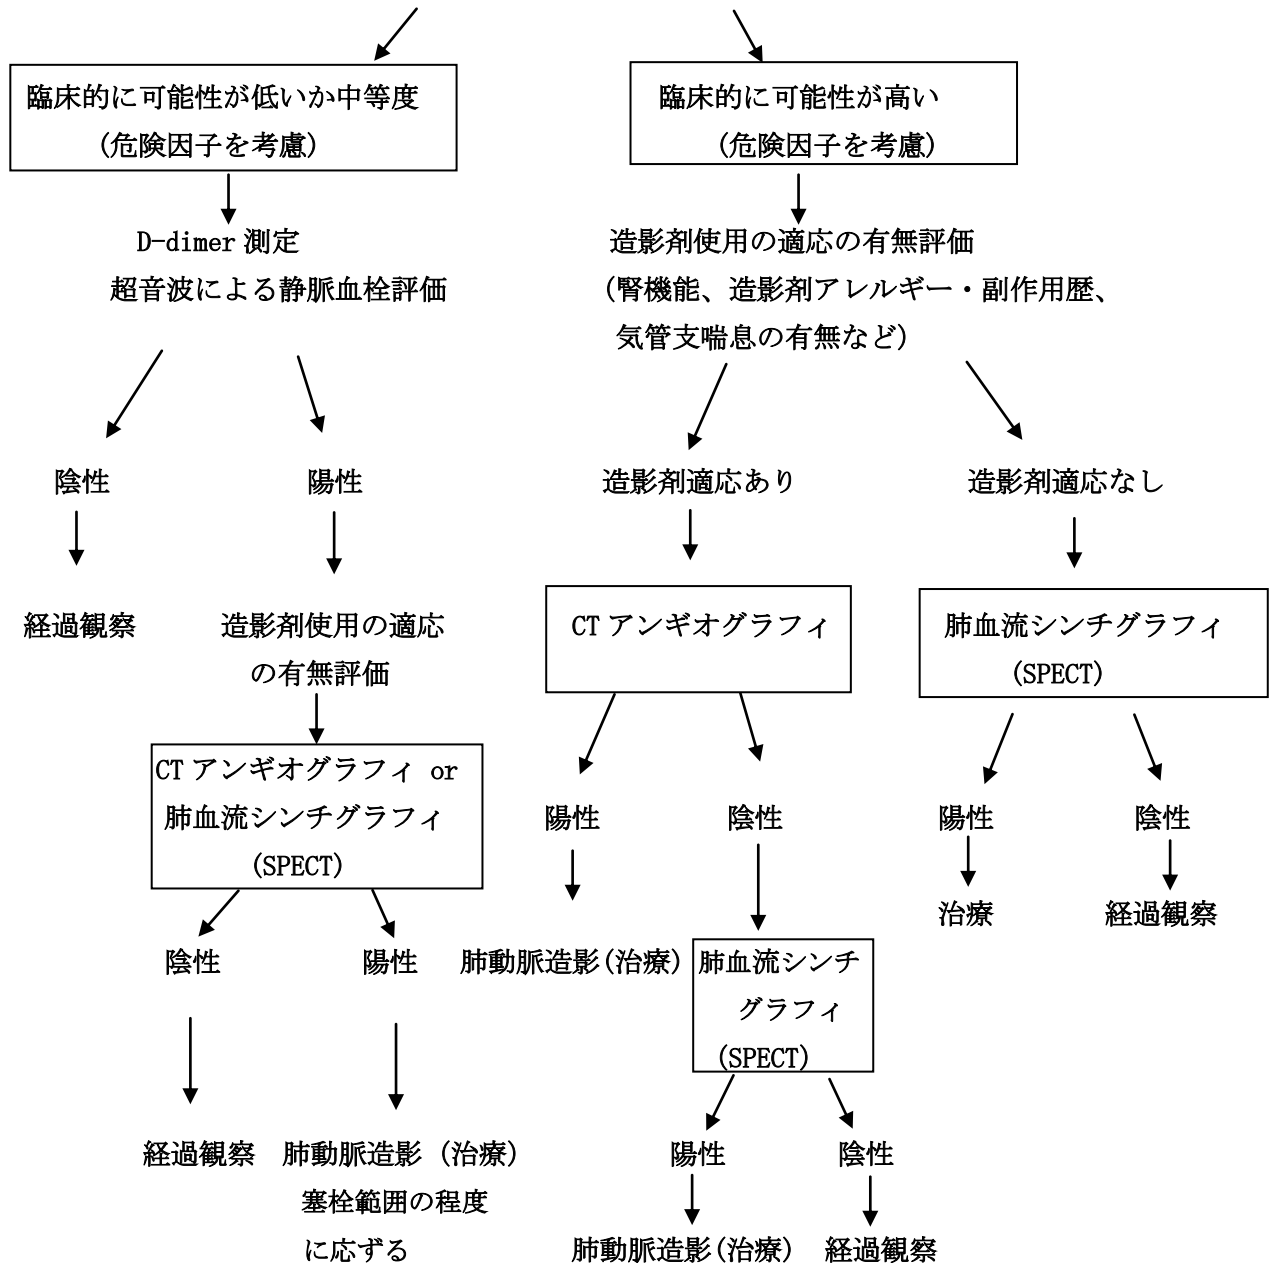 臨床的に可能性が低いか中等度
(危険因子を考慮)
臨床的に可能性が高い
(危険因子を考慮)
D-dimer 測定
超音波による静脈血栓評価
造影剤使用の適応の有無評価
(腎機能、造影剤アレルギー・副作用歴、
気管支喘息の有無など)
陰性
陽性
造影剤適応あり
造影剤適応なし
経過観察
造影剤使用の適応
の有無評価
CT アンギオグラフィ
肺血流シンチグラフィ
(SPECT)
CT アンギオグラフィ or
肺血流シンチグラフィ
(SPECT)
陽性
陰性
陽性
陰性
治療
経過観察
陰性
陽性
肺動脈造影(治療)
肺血流シンチ
グラフィ
(SPECT)
経過観察
肺動脈造影 (治療)
塞栓範囲の程度
に応ずる
陽性
陰性
肺動脈造影(治療)
経過観察